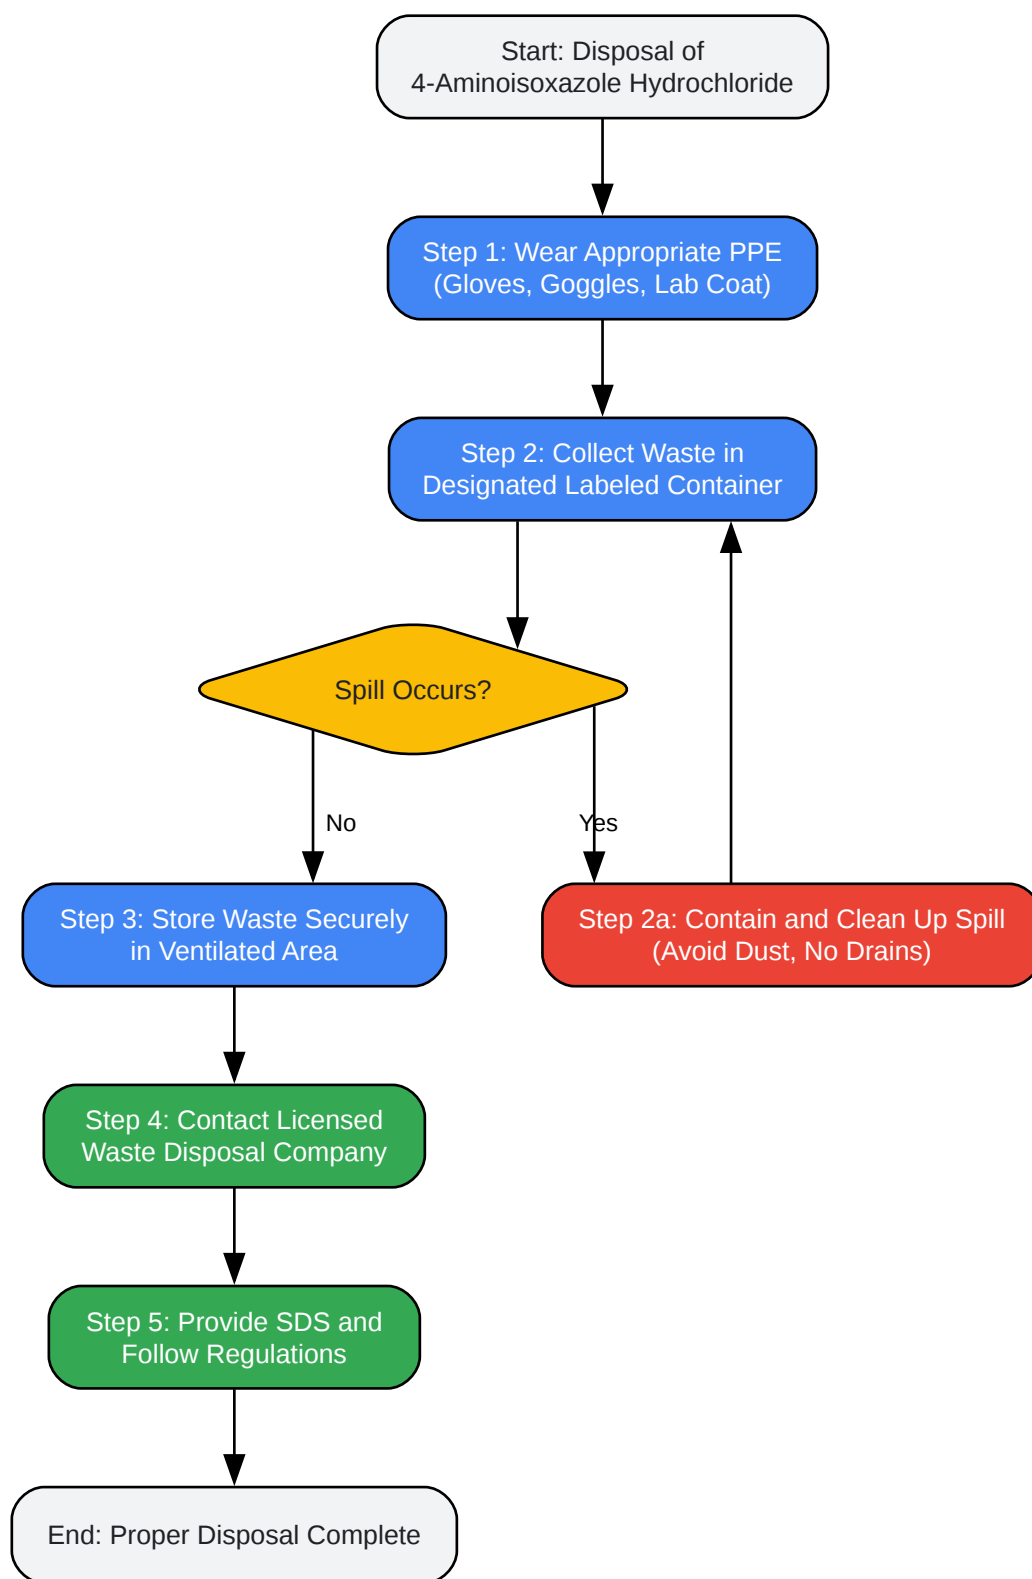 Start: Disposal of
4-Aminoisoxazole Hydrochloride
Step 1: Wear Appropriate PPE
(Gloves, Goggles, Lab Coat)
Step 2: Collect Waste in
Designated Labeled Container
Spill Occurs?
No
Yes
Step 3: Store Waste Securely
in Ventilated Area
Step 2a: Contain and Clean Up Spill
(Avoid Dust, No Drains)
Step 4: Contact Licensed
Waste Disposal Company
Step 5: Provide SDS and
Follow Regulations
End: Proper Disposal Complete